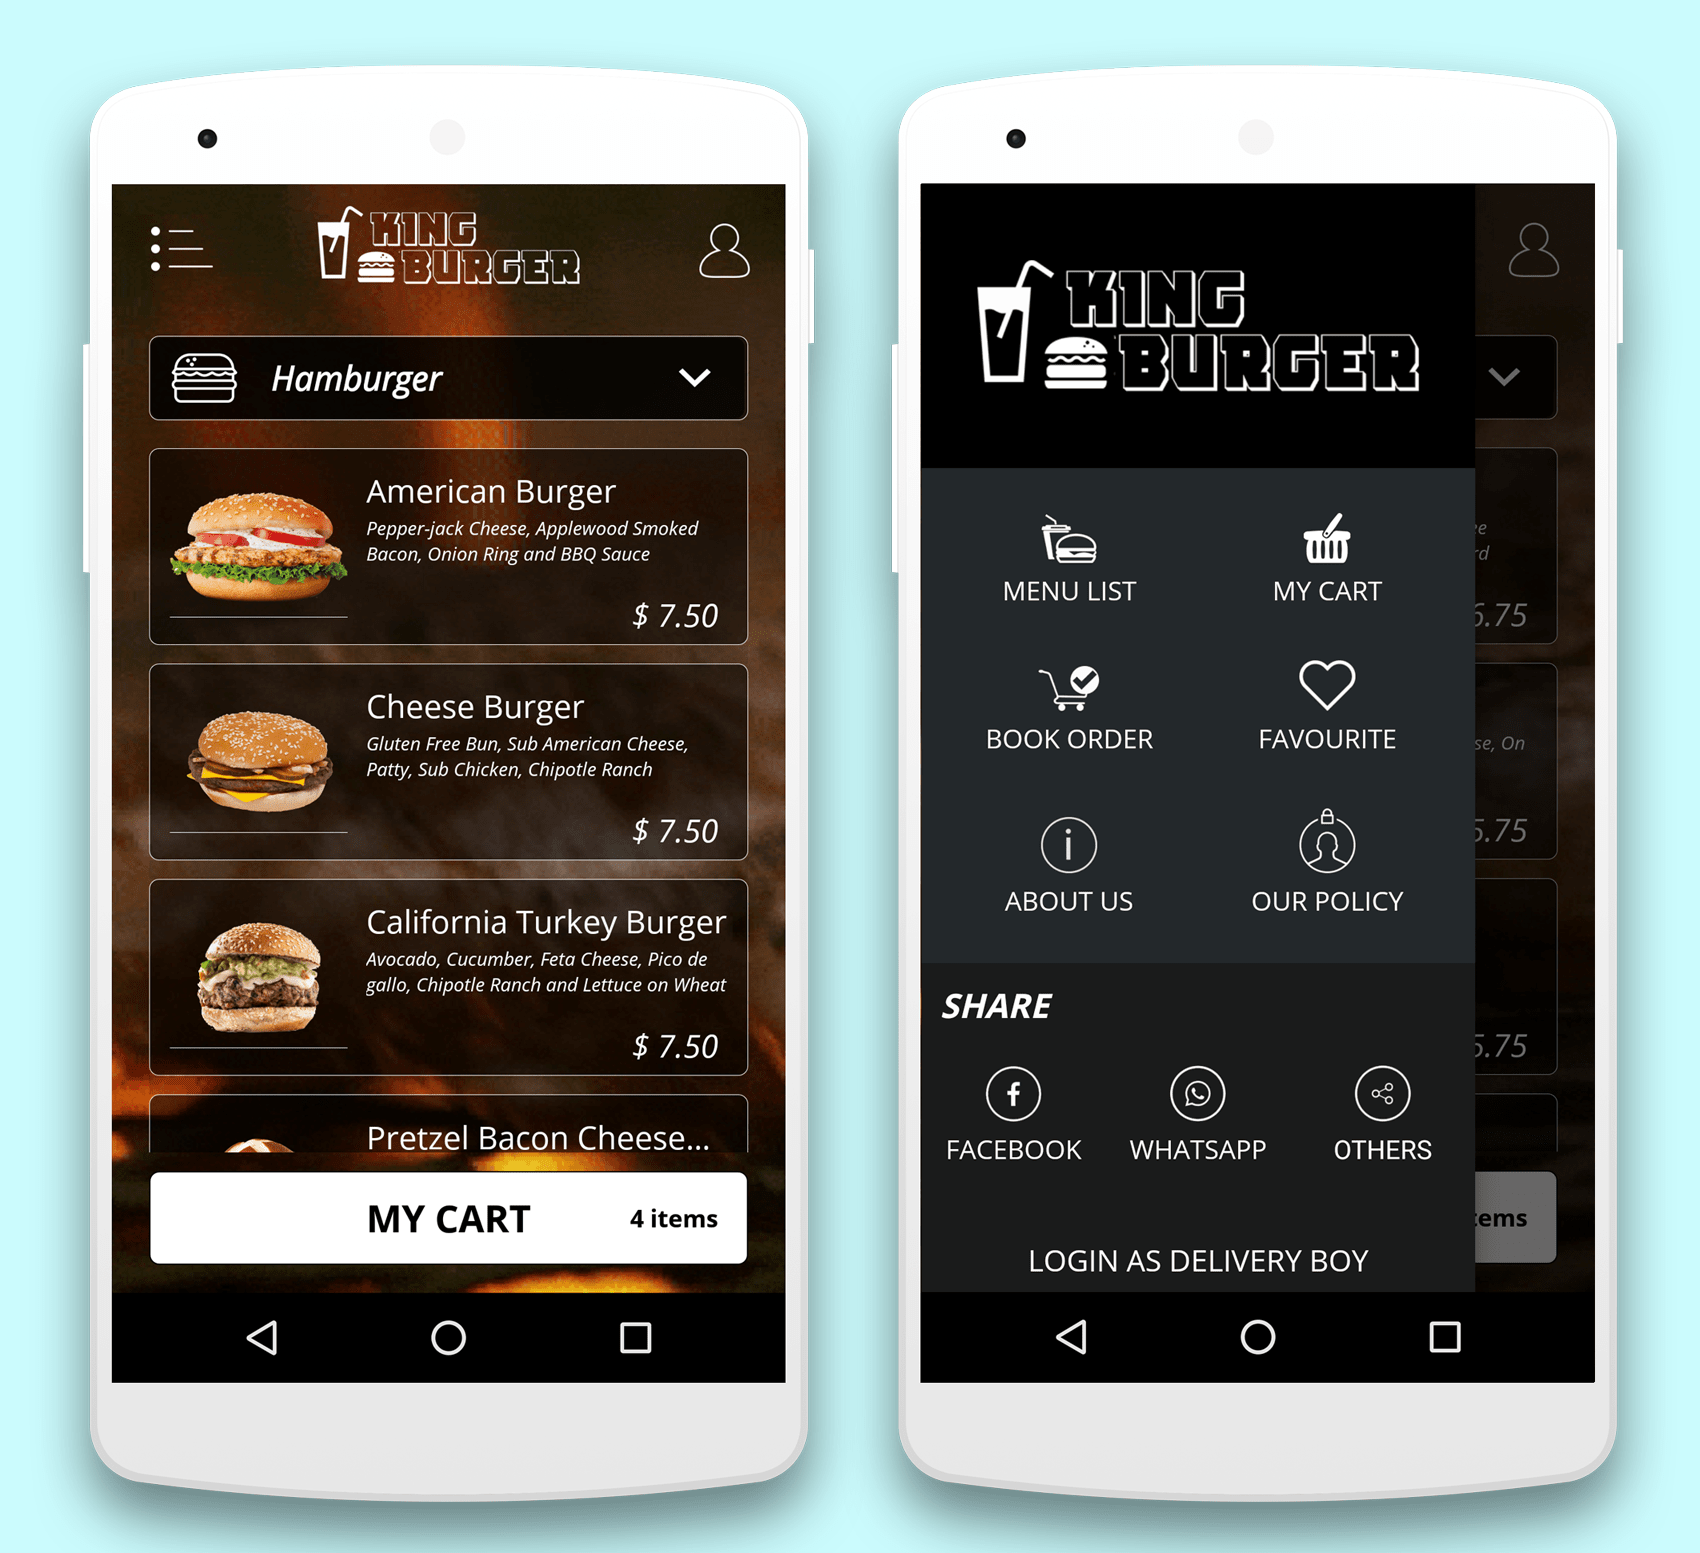 KING
BURGER
Hamburger
American Burger
Pepper-jack Cheese, Applewood Smoked
Bacon, Onion Ring and BBQ Sauce
$ 7.50
Cheese Burger
Gluten Free Bun, Sub American Cheese,
Patty, Sub Chicken, Chipotle Ranch
$ 7.50
California Turkey Burger
Avocado, Cucumber, Feta Cheese, Pico de
gallo, Chipotle Ranch and Lettuce on Wheat
$ 7.50
Pretzel Bacon Cheese...
MY CART 4 items
KING
BURGER
MENU LIST MY CART
BOOK ORDER FAVOURITE
ABOUT US OUR POLICY
SHARE
FACEBOOK WHATSAPP OTHERS
LOGIN AS DELIVERY BOY
.75
, On
5.75
5.75